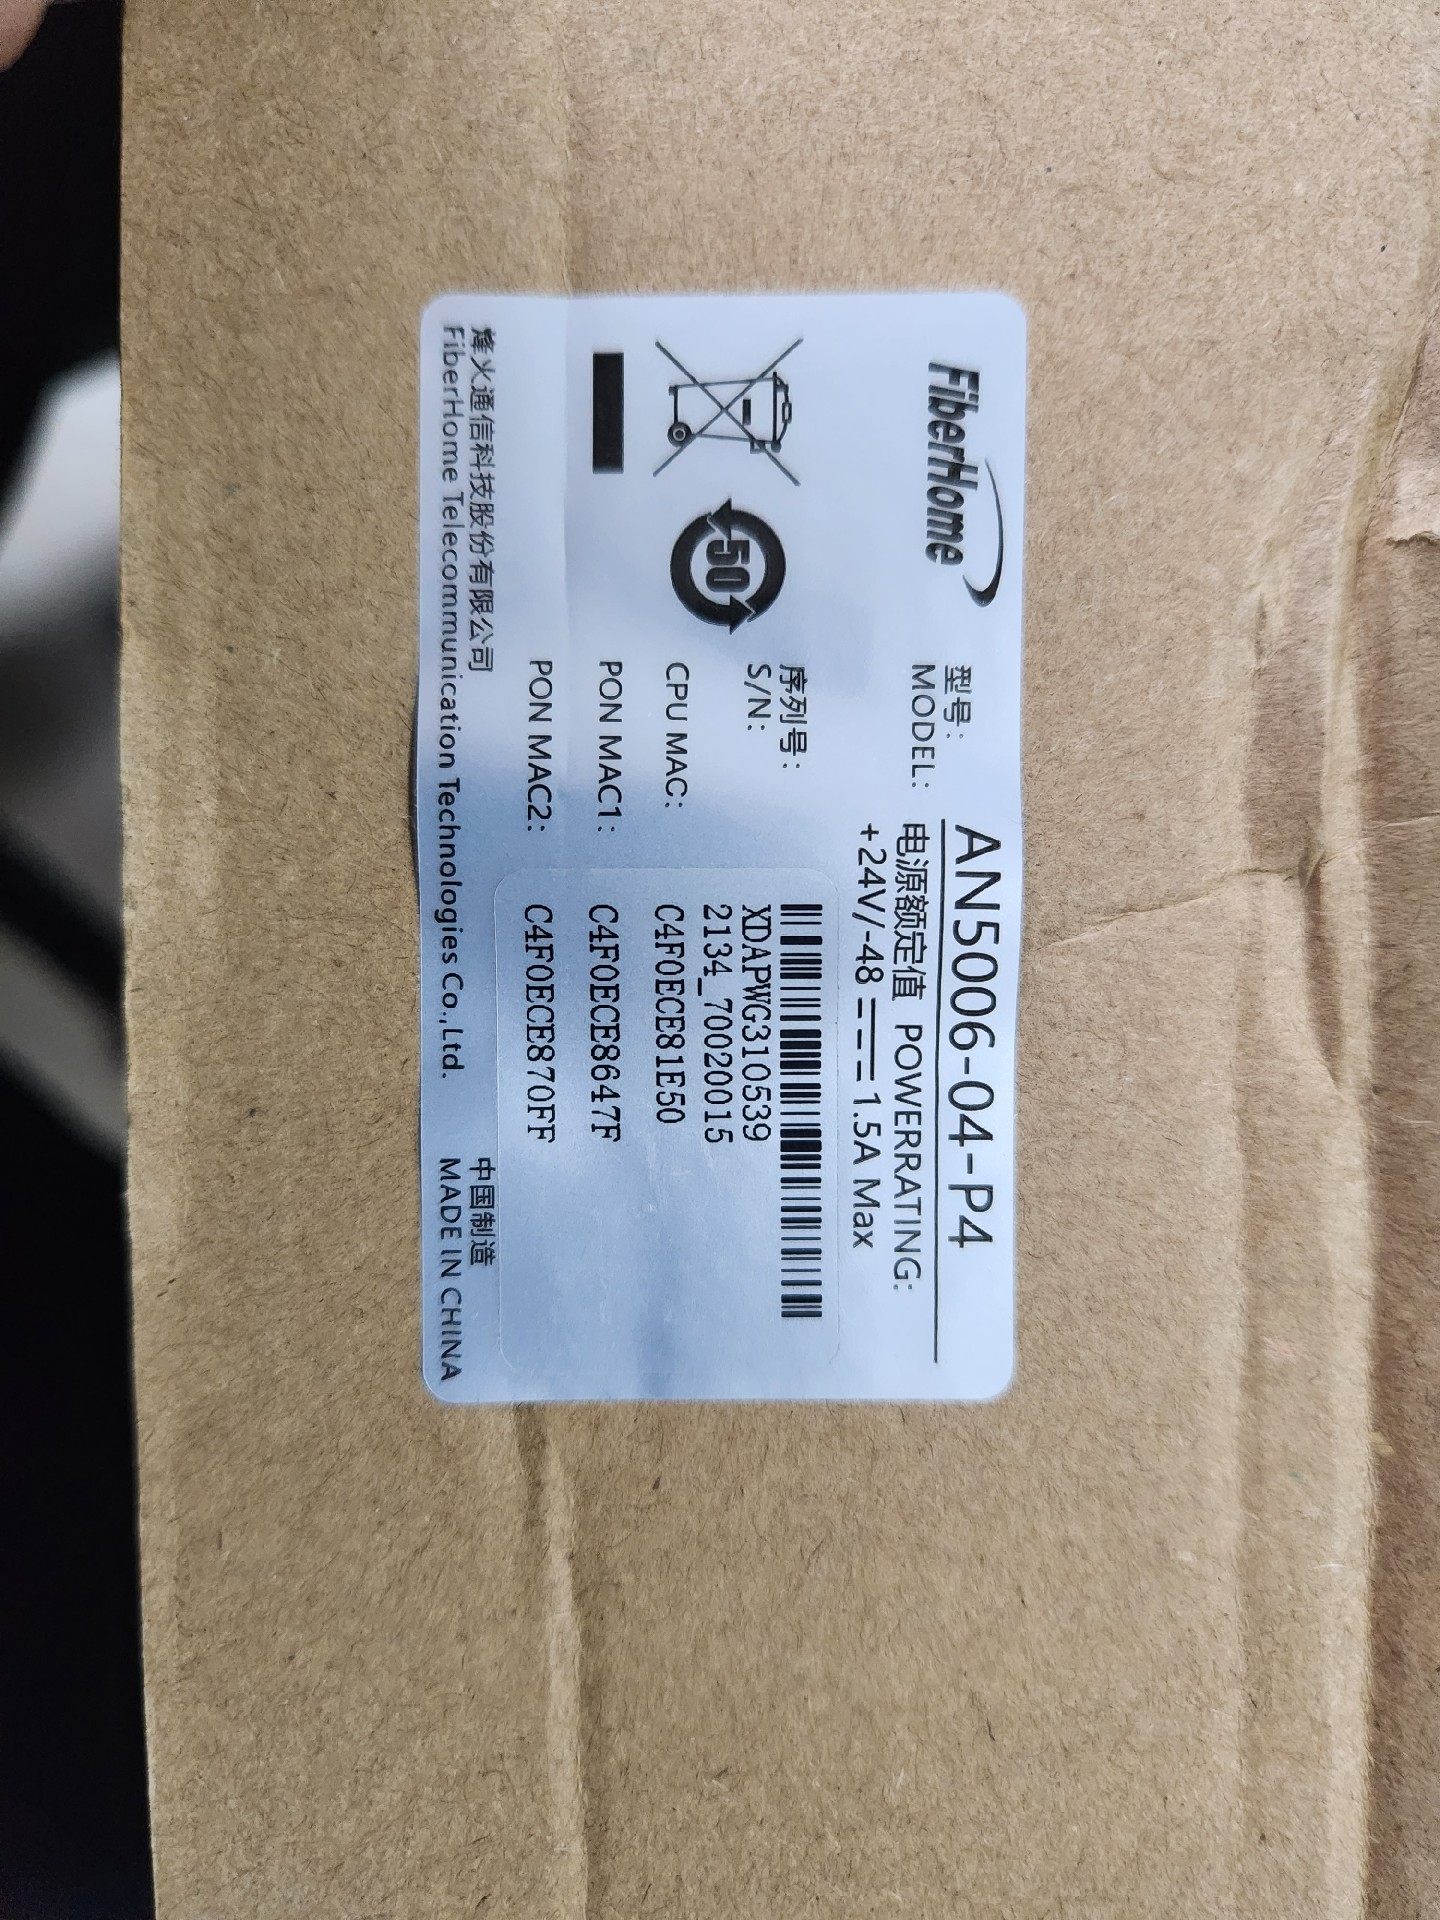 FiberHome
型号:
MODEL:
AN5006-04-P4
电源额定值 POWERRATING:
+24V/-48 ⎓ 1.5A Max
50
序列号:
S/N:
XDAPWG310539
2134_70020015
CPU MAC:
C4F0ECE81E50
PON MAC1:
C4F0ECE8647F
PON MAC2:
C4F0ECE870FF
烽火通信科技股份有限公司
FiberHome Telecommunication Technologies Co.,Ltd.
中国制造
MADE IN CHINA